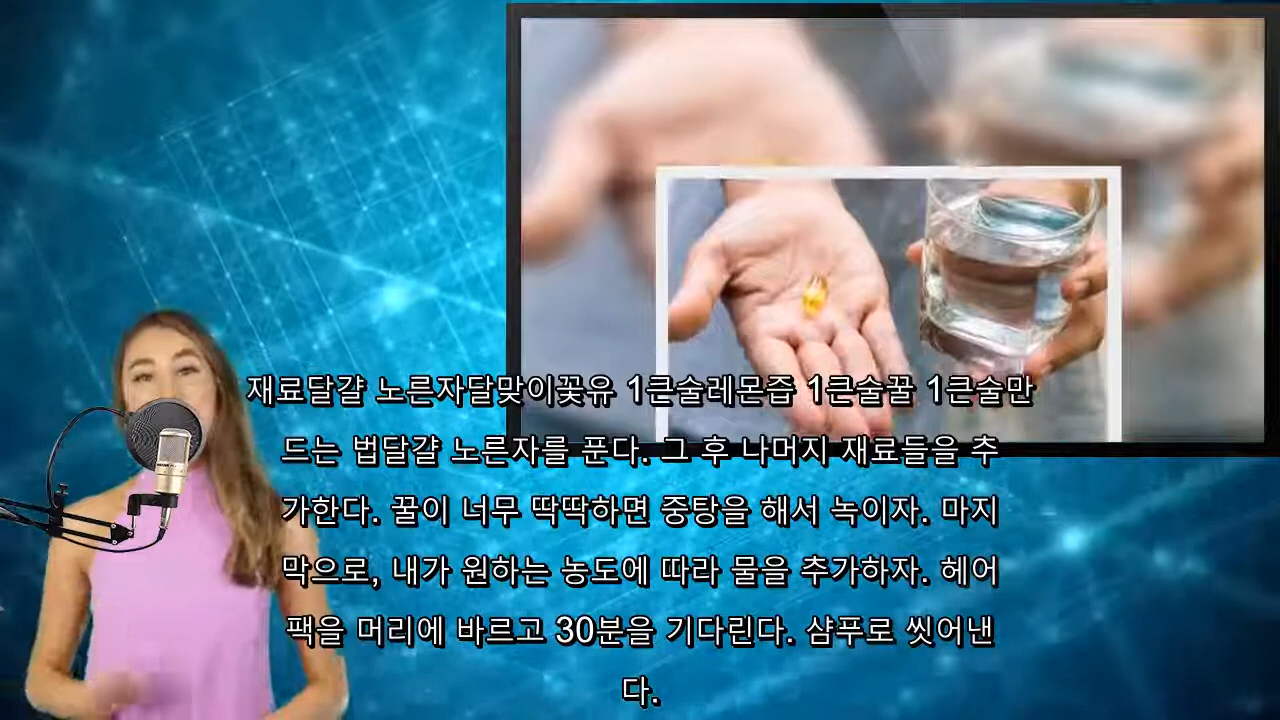 재료달걀 노른자달맞이꽃유 1큰술레몬즙 1큰술꿀 1큰술만
드는 법달걀 노른자를 푼다. 그 후 나머지 재료들을 추
가한다. 꿀이 너무 딱딱하면 중탕을 해서 녹이자. 마지
막으로, 내가 원하는 농도에 따라 물을 추가하자. 헤어
팩을 머리에 바르고 30분을 기다린다. 샴푸로 씻어낸
다.